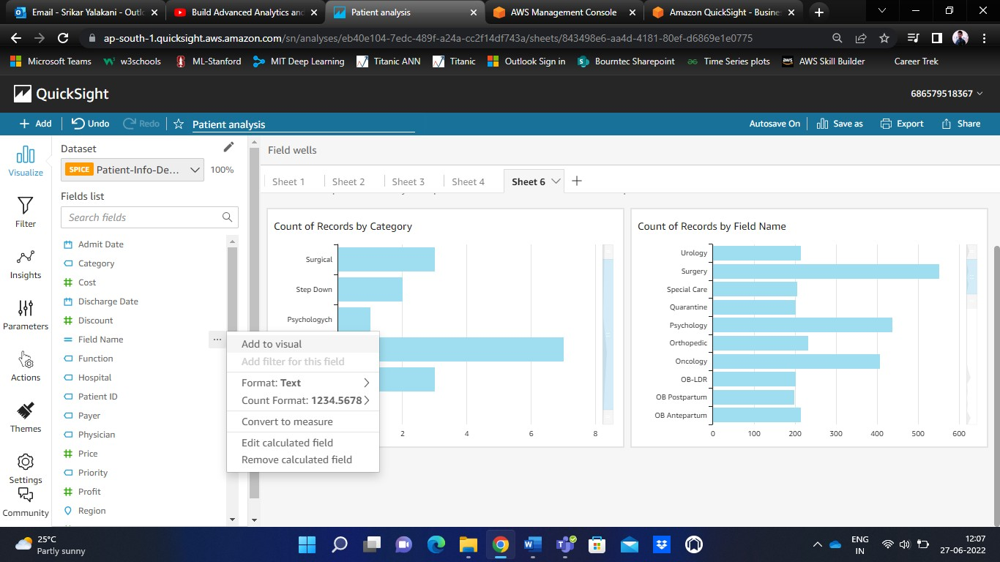 Email - Srikar Yalakani - Outlo
Build Advanced Analytics and
Patient analysis
AWS Management Console
Amazon QuickSight - Busines
ap-south-1.quicksight.aws.amazon.com/sn/analyses/eb40e104-7edc-489f-a24a-cc2f14df743a/sheets/843498e6-aa4d-4181-80ef-d6869e1e0775
Microsoft Teams
w3schools
ML-Stanford
MIT Deep Learning
Titanic ANN
Titanic
Outlook Sign in
Bourntec Sharepoint
Time Series plots
AWS Skill Builder
Career Trek
QuickSight
686579518367
Add
Undo
Redo
Patient analysis
Autosave On
Save as
Export
Share
Visualize
Filter
Insights
Parameters
Actions
Themes
Settings
Community
Dataset
SPICE Patient-Info-De...
100%
Fields list
Search fields
Admit Date
Category
Cost
Discharge Date
Discount
Field Name
Function
Hospital
Patient ID
Payer
Physician
Price
Priority
Profit
Region
Add to visual
Add filter for this field
Format: Text
Count Format: 1234.5678
Convert to measure
Edit calculated field
Remove calculated field
Field wells
Sheet 1
Sheet 2
Sheet 3
Sheet 4
Sheet 6
Count of Records by Category
Surgical
Step Down
Psychologych
2 4 6 8
Count of Records by Field Name
Urology
Surgery
Special Care
Quarantine
Psychology
Orthopedic
Oncology
OB-LDR
OB Postpartum
OB Antepartum
0 100 200 300 400 500 600
25°C
Partly sunny
ENG
IN
12:07
27-06-2022